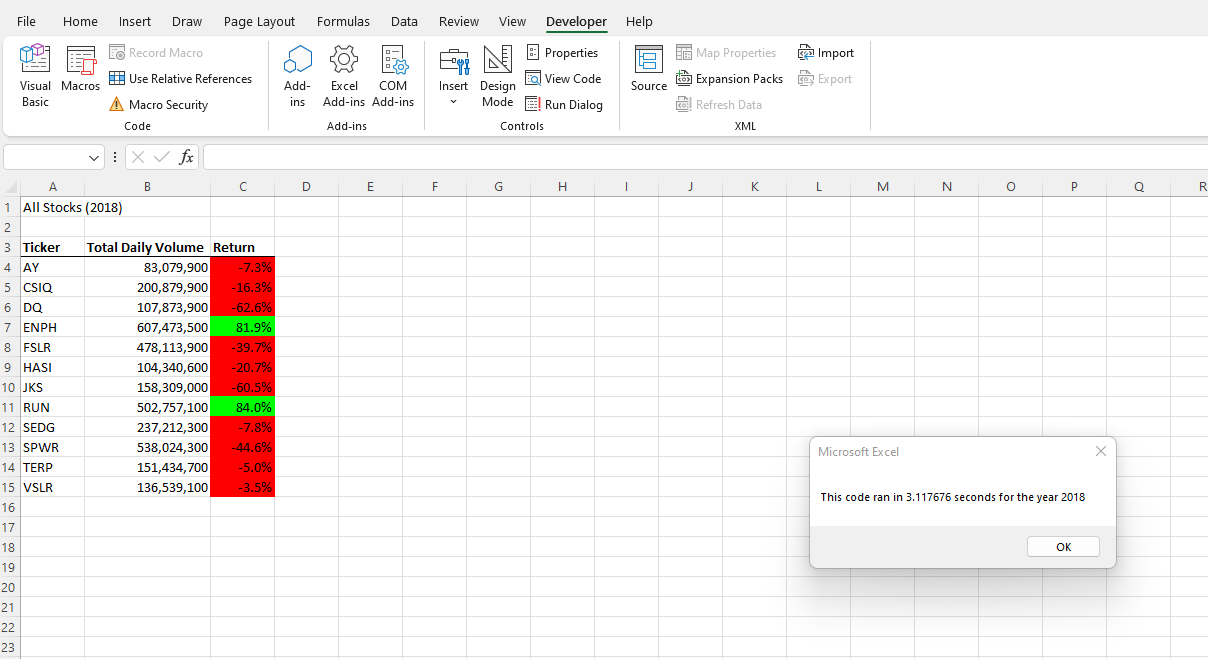 File Home Insert Draw Page Layout Formulas Data Review View Developer Help
Visual Basic
Macros
Record Macro
Use Relative References
Macro Security
Code
Add-ins
Excel Add-ins
COM Add-ins
Add-ins
Insert
Design Mode
Properties
View Code
Run Dialog
Controls
Source
Map Properties
Expansion Packs
Refresh Data
Import
Export
XML
fx
A B C D E F G H I J K L M N O P Q R
1 All Stocks (2018)
2
3 Ticker Total Daily Volume Return
4 AY 83,079,900 -7.3%
5 CSIQ 200,879,900 -16.3%
6 DQ 107,873,900 -62.6%
7 ENPH 607,473,500 81.9%
8 FSLR 478,113,900 -39.7%
9 HASI 104,340,600 -20.7%
10 JKS 158,309,000 -60.5%
11 RUN 502,757,100 84.0%
12 SEDG 237,212,300 -7.8%
13 SPWR 538,024,300 -44.6%
14 TERP 151,434,700 -5.0%
15 VSLR 136,539,100 -3.5%
16
17
18
19
20
21
22
23
Microsoft Excel
This code ran in 3.117676 seconds for the year 2018
OK